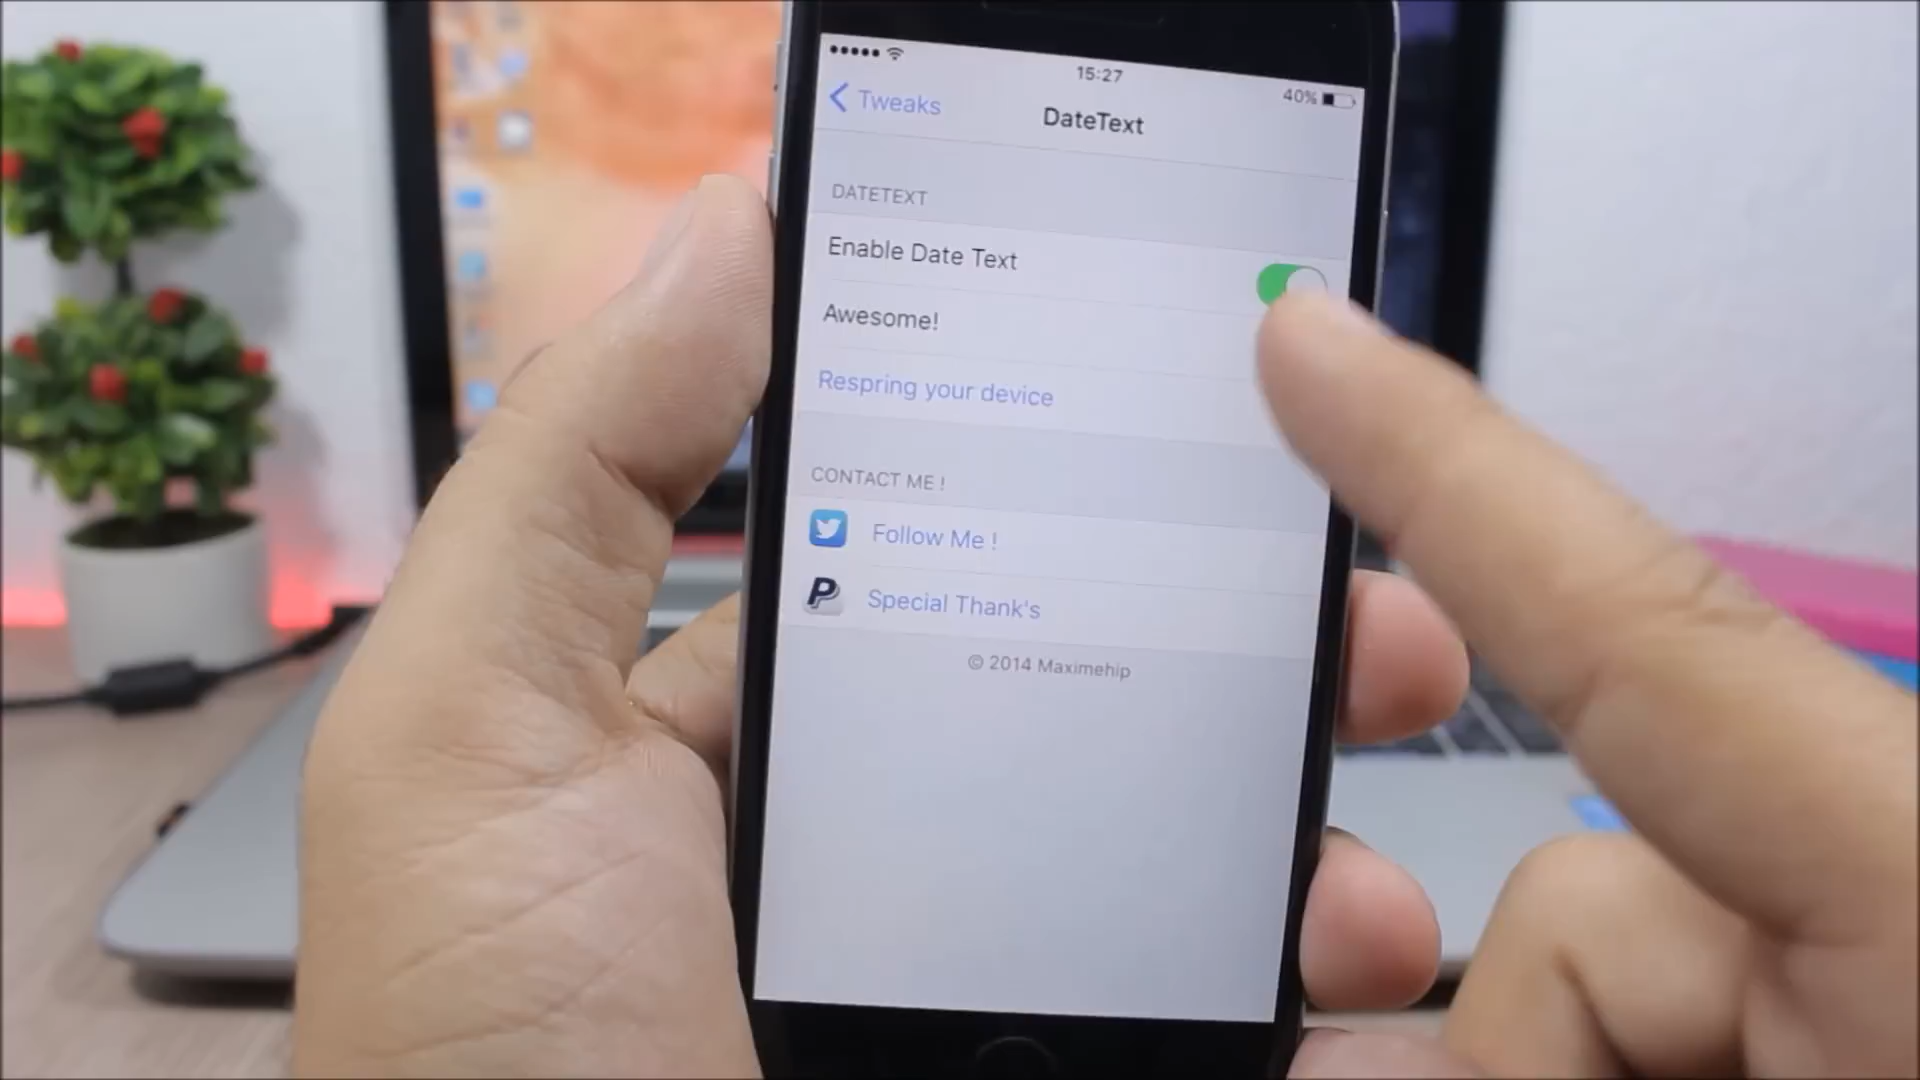 15:27
40%
Tweaks
DateText
DATETEXT
Enable Date Text
Awesome!
Respring your device
CONTACT ME !
Follow Me !
Special Thank's
© 2014 Maximehip